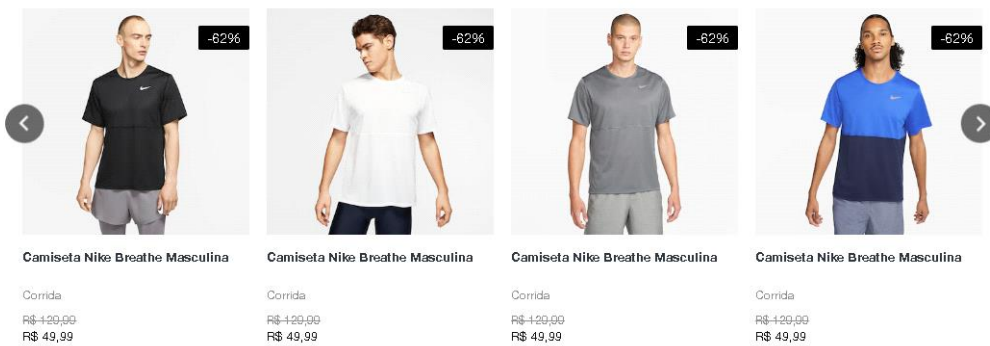 -62% -62% -62% -62%
Camiseta Nike Breathe Masculina Camiseta Nike Breathe Masculina Camiseta Nike Breathe Masculina Camiseta Nike Breathe Masculina
Corrida Corrida Corrida Corrida
R$ 129,99 R$ 129,99 R$ 129,99 R$ 129,99
R$ 49,99 R$ 49,99 R$ 49,99 R$ 49,99